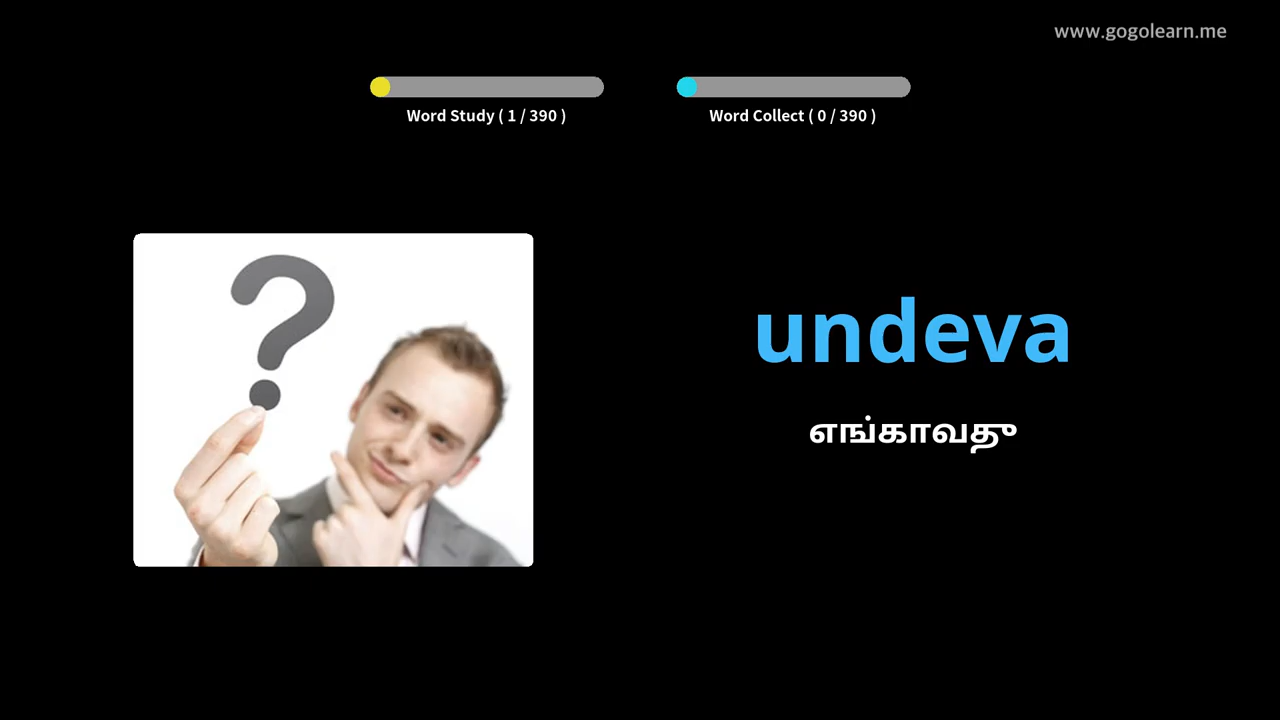 www.gogolearn.me
Word Study ( 1 / 390 )
Word Collect ( 0 / 390 )
undeva
எங்காவது